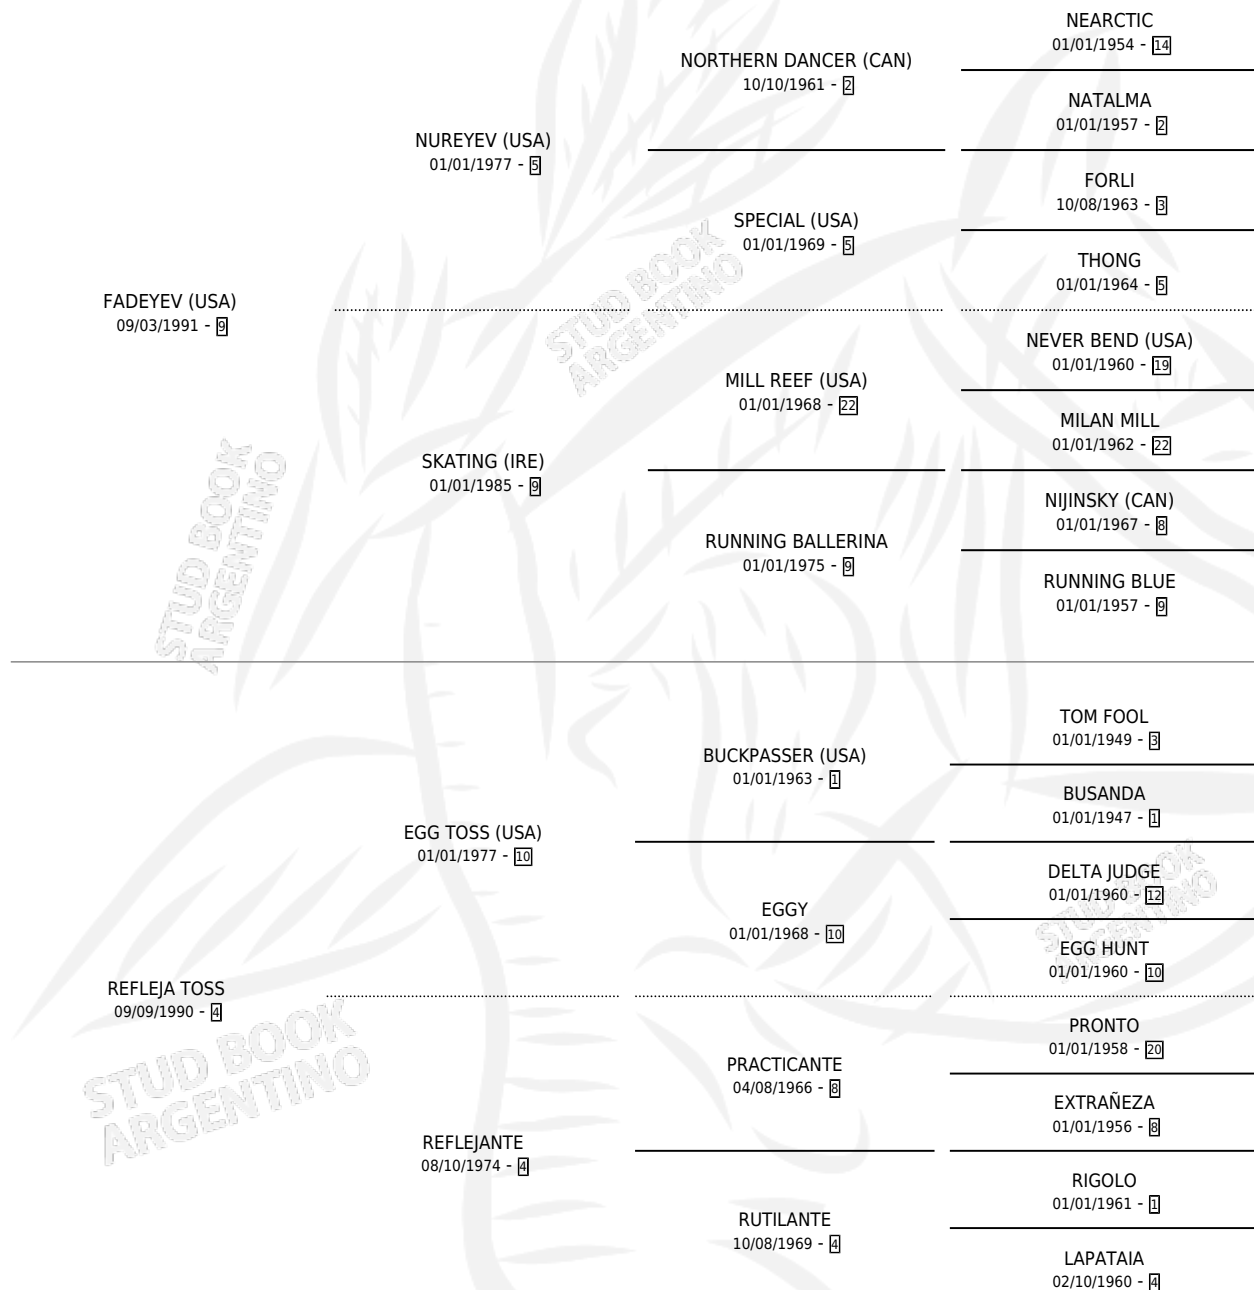 NEARCTIC
01/01/1954 - 14
NORTHERN DANCER (CAN)
10/10/1961 - 2
NATALMA
01/01/1957 - 2
NUREYEV (USA)
01/01/1977 - 5
FORLI
10/08/1963 - 3
SPECIAL (USA)
01/01/1969 - 5
THONG
01/01/1964 - 5
FADEYEV (USA)
09/03/1991 - 9
NEVER BEND (USA)
01/01/1960 - 19
MILL REEF (USA)
01/01/1968 - 22
MILAN MILL
01/01/1962 - 22
SKATING (IRE)
01/01/1985 - 9
NIJINSKY (CAN)
01/01/1967 - 8
RUNNING BALLERINA
01/01/1975 - 9
RUNNING BLUE
01/01/1957 - 9
STUD BOOK
ARGENTINO
STUD BOOK
ARGENTINO
TOM FOOL
01/01/1949 - 3
BUCKPASSER (USA)
01/01/1963 - 1
BUSANDA
01/01/1947 - 1
EGG TOSS (USA)
01/01/1977 - 10
DELTA JUDGE
01/01/1960 - 12
EGGY
01/01/1968 - 10
EGG HUNT
01/01/1960 - 10
REFLEJA TOSS
09/09/1990 - 4
PRONTO
01/01/1958 - 20
PRACTICANTE
04/08/1966 - 8
EXTRAÑEZA
01/01/1956 - 8
REFLEJANTE
08/10/1974 - 4
RIGOLO
01/01/1961 - 1
RUTILANTE
10/08/1969 - 4
LAPATAIA
02/10/1960 - 4
STUD BOOK
ARGENTINO
STUD BOOK
ARGENTINO